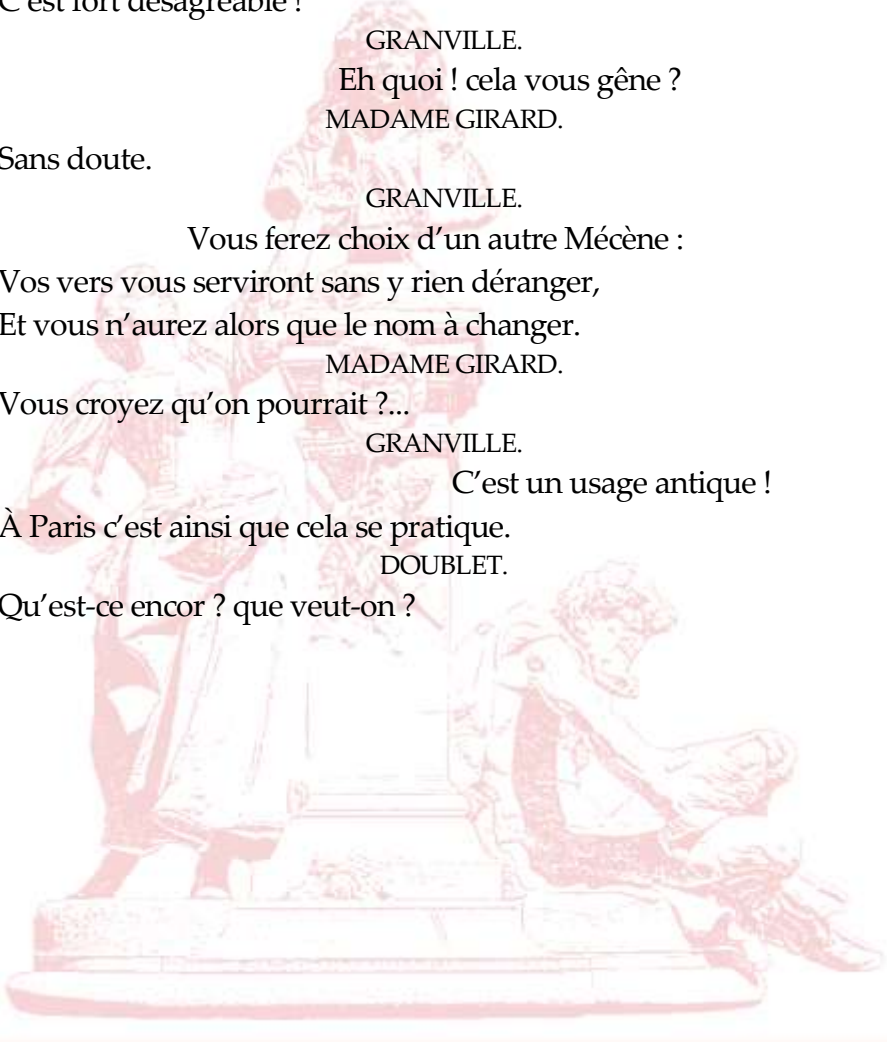 C'est fort désagréable !
GRANVILLE.
Eh quoi ! cela vous gêne ?
MADAME GIRARD.
Sans doute.
GRANVILLE.
Vous ferez choix d'un autre Mécène :
Vos vers vous serviront sans y rien déranger,
Et vous n'aurez alors que le nom à changer.
MADAME GIRARD.
Vous croyez qu'on pourrait ?...
GRANVILLE.
C'est un usage antique !
À Paris c'est ainsi que cela se pratique.
DOUBLET.
Qu'est-ce encor ? que veut-on ?